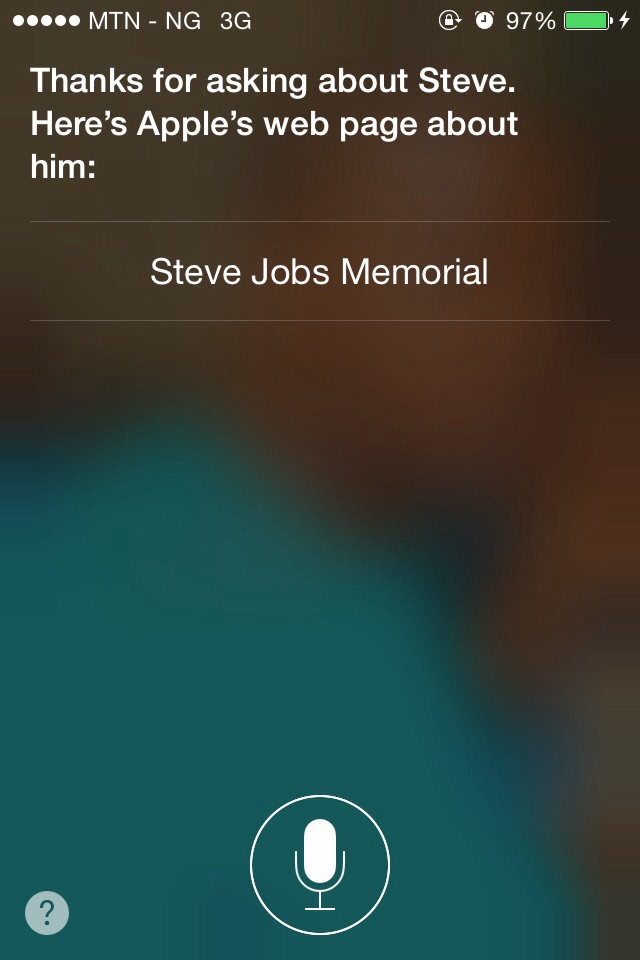 MTN - NG 3G 97%
Thanks for asking about Steve.
Here’s Apple’s web page about
him:
Steve Jobs Memorial
?